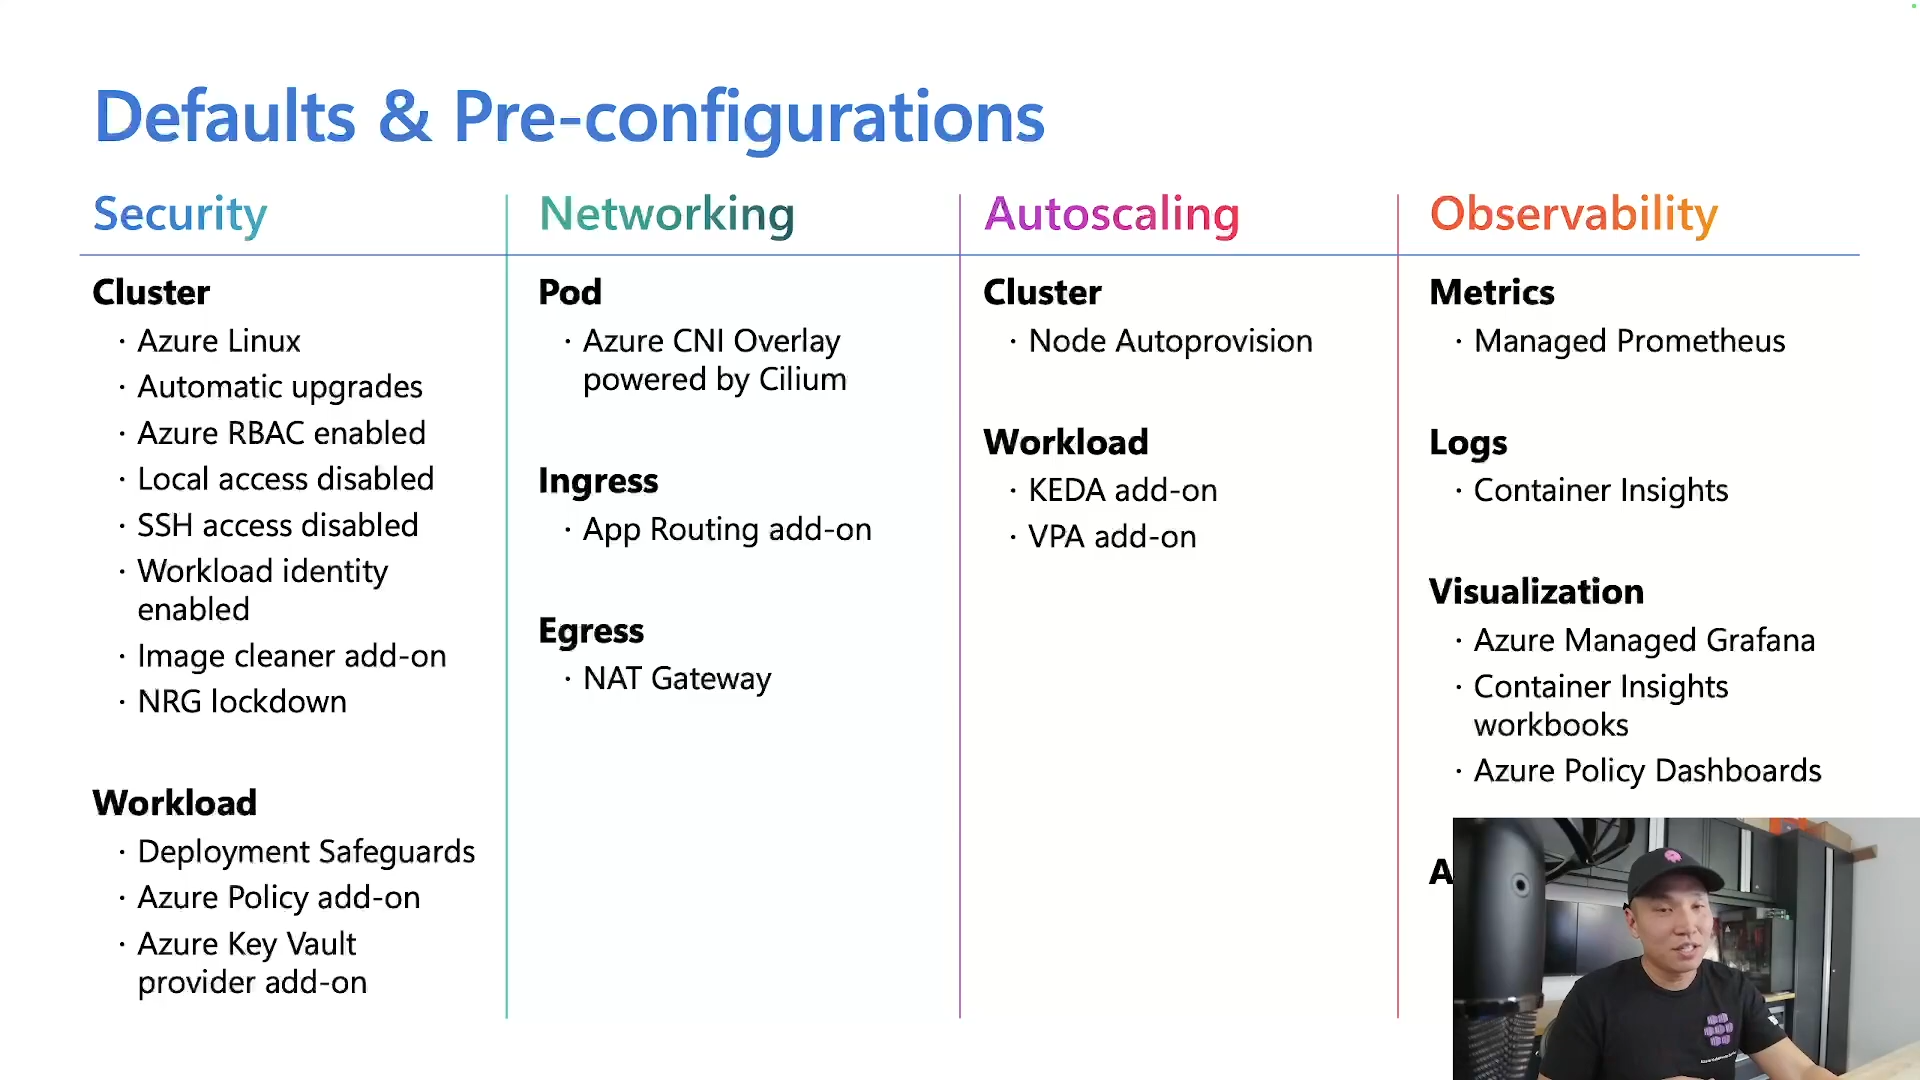 Defaults & Pre-configurations
Security
Cluster
· Azure Linux
· Automatic upgrades
· Azure RBAC enabled
· Local access disabled
· SSH access disabled
· Workload identity
enabled
· Image cleaner add-on
· NRG lockdown
Workload
· Deployment Safeguards
· Azure Policy add-on
· Azure Key Vault
provider add-on
Networking
Pod
· Azure CNI Overlay
powered by Cilium
Ingress
· App Routing add-on
Egress
· NAT Gateway
Autoscaling
Cluster
· Node Autoprovision
Workload
· KEDA add-on
· VPA add-on
Observability
Metrics
· Managed Prometheus
Logs
· Container Insights
Visualization
· Azure Managed Grafana
· Container Insights
workbooks
· Azure Policy Dashboards